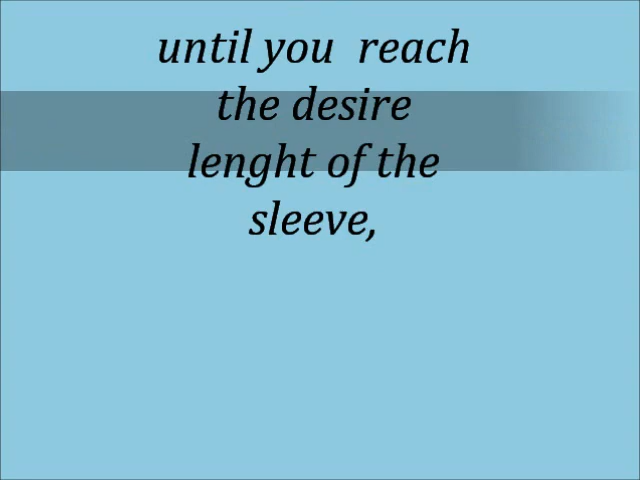 until you  reach
the desire
lenght of the
sleeve,